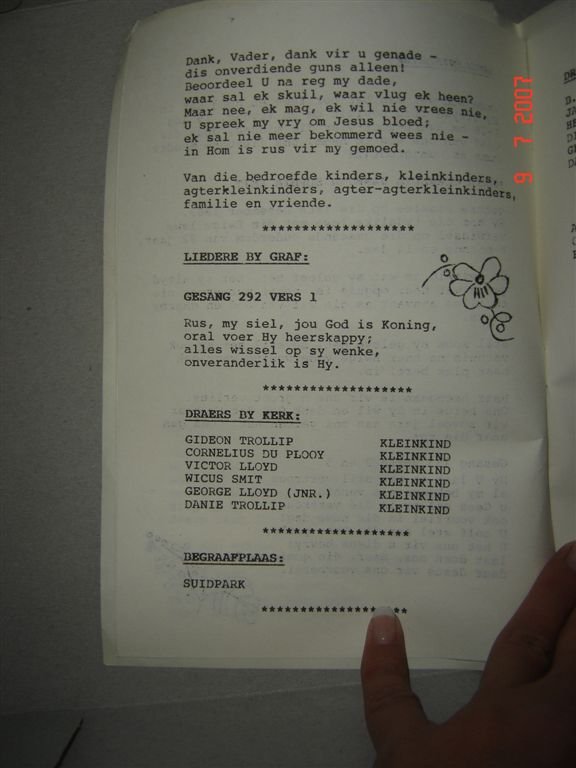 Dank, Vader, dank vir u genade -
dis onverdiende guns alleen!
Beoordeel U na reg my dade,
waar sal ek skuil, waar vlug ek heen?
Maar nee, ek mag, ek wil nie vrees nie,
U spreek my vry om Jesus bloed;
ek sal nie meer bekommerd wees nie -
in Hom is rus vir my gemoed.
Van die bedroefde kinders, kleinkinders,
agterkleinkinders, agter-agterkleinkinders,
familie en vriende.
*******************
LIEDERE BY GRAF:
GESANG 292 VERS 1
Rus, my siel, jou God is Koning,
oral voer Hy heerskappy;
alles wissel op sy wenke,
onveranderlik is Hy.
*******************
DRAERS BY KERK:
GIDEON TROLLIP KLEINKIND
CORNELIUS DU PLOOY KLEINKIND
VICTOR LLOYD KLEINKIND
WICUS SMIT KLEINKIND
GEORGE LLOYD (JNR.) KLEINKIND
DANIE TROLLIP KLEINKIND
*******************
BEGRAAFPLAAS:
SUIDPARK
*******************
9 7 2007